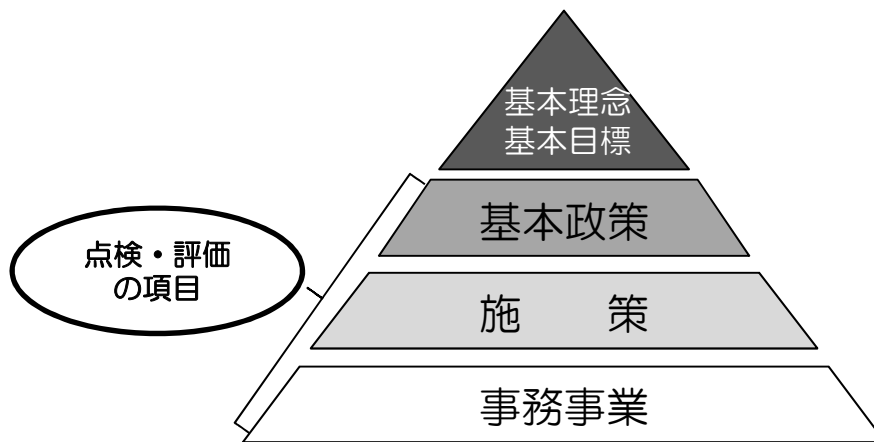 基本理念
基本目標
基本政策
点検・評価
の項目
施　　策
事務事業